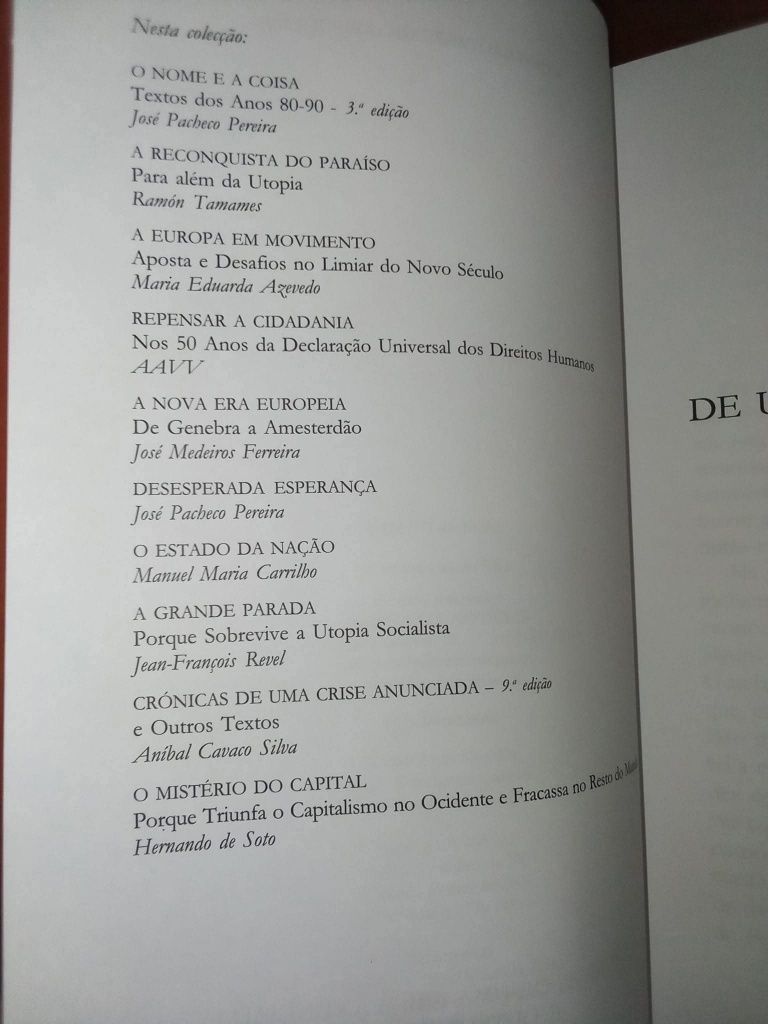 Nesta colecção:
O NOME E A COISA
Textos dos Anos 80-90 - 3.ª edição
José Pacheco Pereira
A RECONQUISTA DO PARAÍSO
Para além da Utopia
Ramón Tamames
A EUROPA EM MOVIMENTO
Aposta e Desafios no Limiar do Novo Século
Maria Eduarda Azevedo
REPENSAR A CIDADANIA
Nos 50 Anos da Declaração Universal dos Direitos Humanos
AAVV
A NOVA ERA EUROPEIA
De Genebra a Amesterdão
José Medeiros Ferreira
DESESPERADA ESPERANÇA
José Pacheco Pereira
O ESTADO DA NAÇÃO
Manuel Maria Carrilho
A GRANDE PARADA
Porque Sobrevive a Utopia Socialista
Jean-François Revel
CRÓNICAS DE UMA CRISE ANUNCIADA – 9.ª edição
e Outros Textos
Aníbal Cavaco Silva
O MISTÉRIO DO CAPITAL
Porque Triunfa o Capitalismo no Ocidente e Fracassa no Resto do
Hernando de Soto
DE